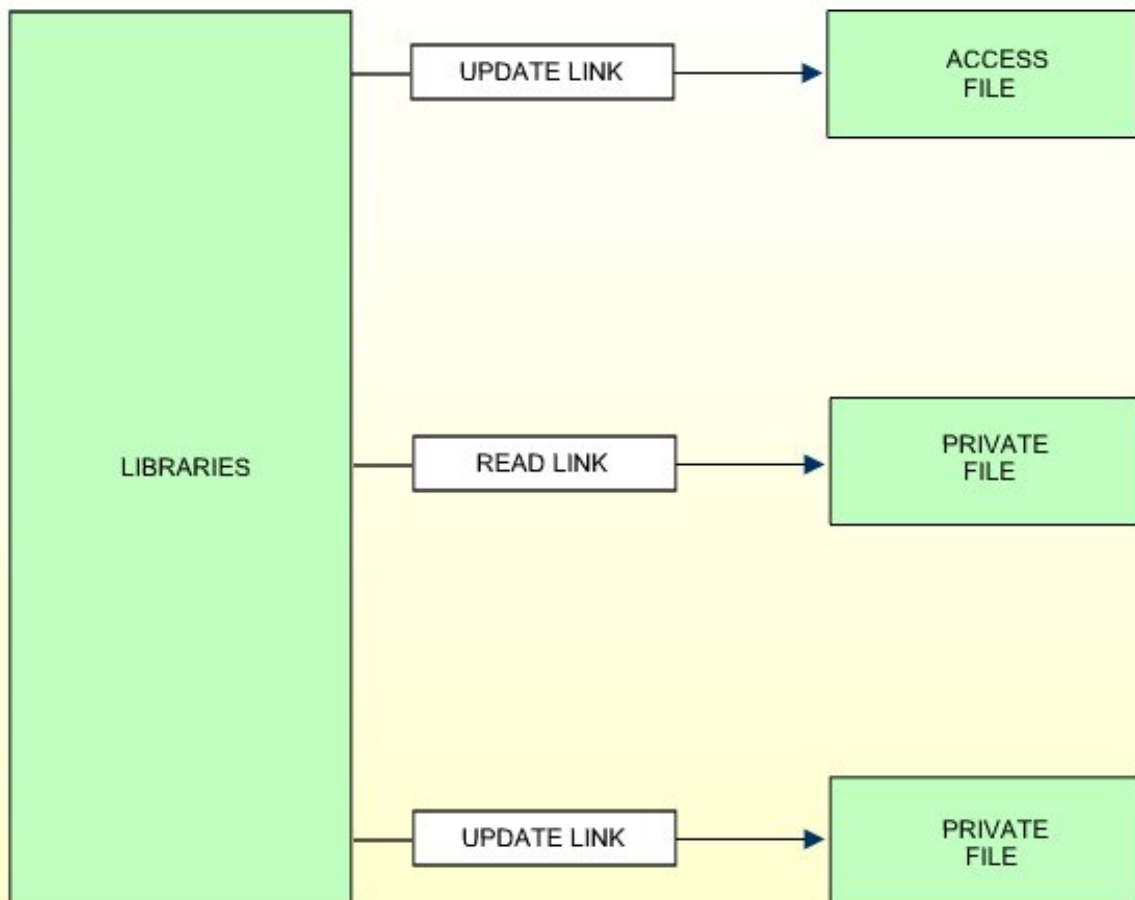 UPDATE LINK
ACCESS
FILE
LIBRARIES
READ LINK
PRIVATE
FILE
UPDATE LINK
PRIVATE
FILE